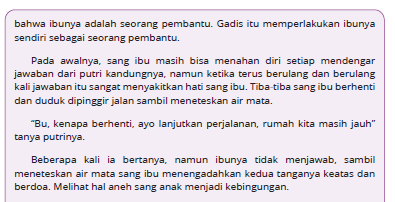 bahwa ibunya adalah seorang pembantu. Gadis itu memperlakukan ibunya
sendiri sebagai seorang pembantu.
Pada awalnya, sang ibu masih bisa menahan diri setiap mendengar
jawaban dari putri kandungnya, namun ketika terus berulang dan berulang
kali jawaban itu sangat menyakitkan hati sang ibu. Tiba-tiba sang ibu berhenti
dan duduk dipinggir jalan sambil meneteskan air mata.
“Bu, kenapa berhenti, ayo lanjutkan perjalanan, rumah kita masih jauh”
tanya putrinya.
Beberapa kali ia bertanya, namun ibunya tidak menjawab, sambil
meneteskan air mata sang ibu menengadahkan kedua tanganya keatas dan
berdoa. Melihat hal aneh sang anak menjadi kebingungan.